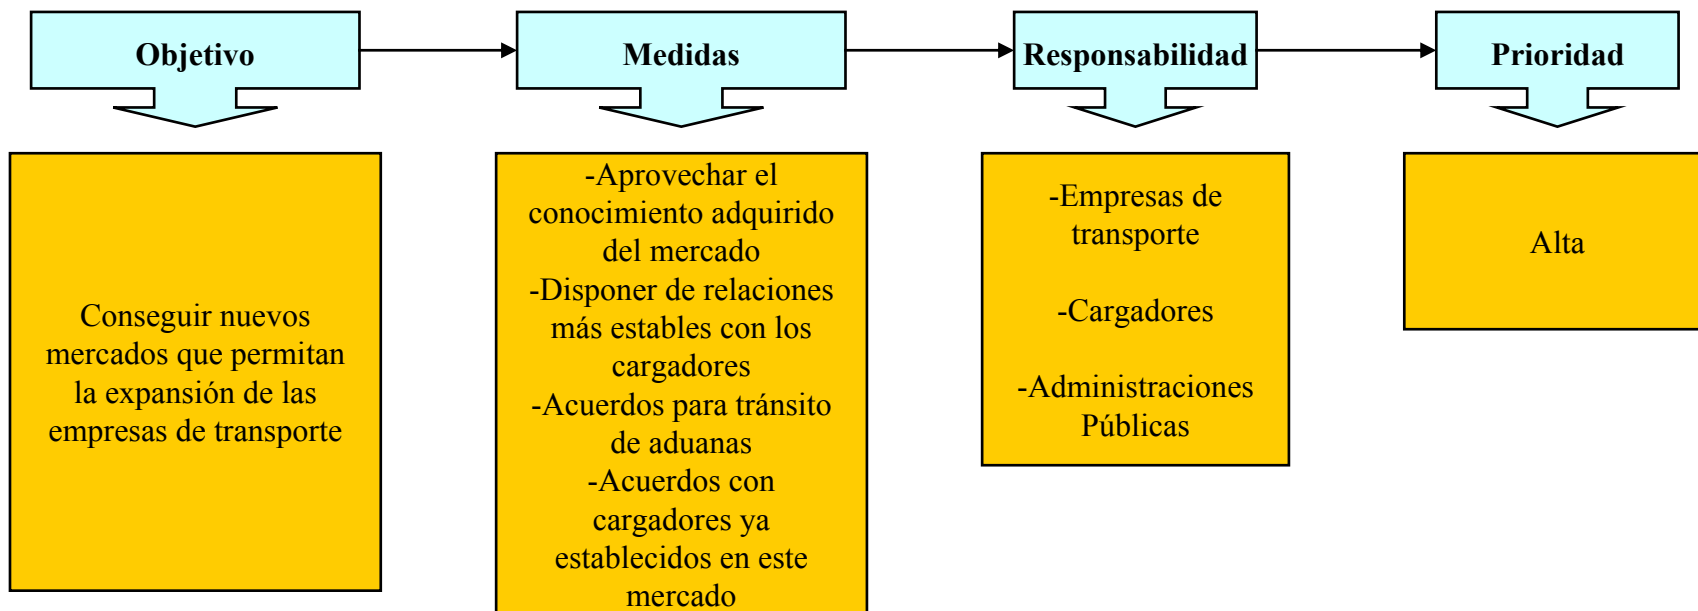 Objetivo
Medidas
Responsabilidad
Prioridad
Conseguir nuevos
mercados que permitan
la expansión de las
empresas de transporte
-Aprovechar el
conocimiento adquirido
del mercado
-Disponer de relaciones
más estables con los
cargadores
-Acuerdos para tránsito
de aduanas
-Acuerdos con
cargadores ya
establecidos en este
mercado
-Empresas de
transporte
-Cargadores
-Administraciones
Públicas
Alta